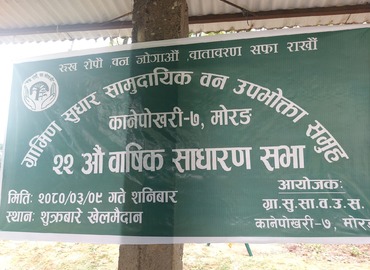 रुख रोपौ वन जोगाऔं ,वातावरण सफा राखौं
ग्रामिण सुधार सामुदायिक वन उपभोक्ता समुह
कानेपोखरी-७, मोरङ
२२ औ वार्षिक साधारण सभा
मिति: २०८०/०३/०९ गते शनिबार
स्थान: शुक्रबारे खेलमैदान
आयोजक:
ग्रा.सु.सा.व.उ.स.
कानेपोखरी-७, मोरङ